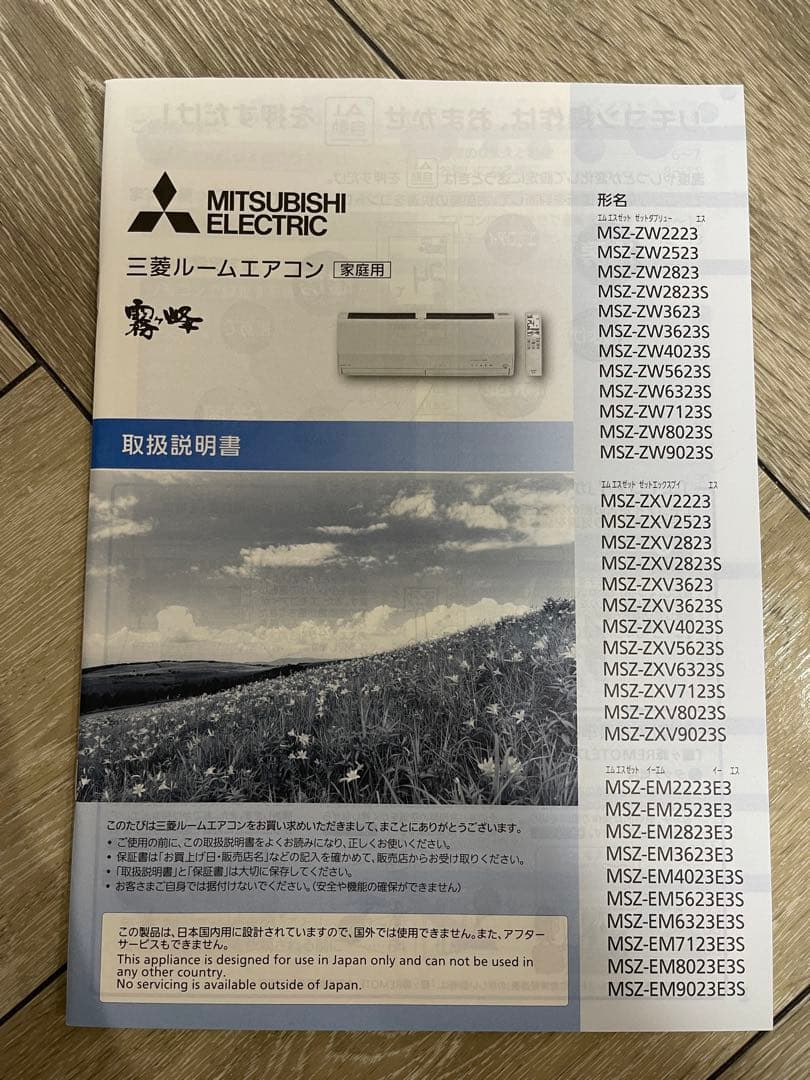 MITSUBISHI
ELECTRIC
三菱ルームエアコン 家庭用
霧ヶ峰
取扱説明書
このたびは三菱ルームエアコンをお買い求めいただきまして、まことにありがとうございます。
• ご使用の前に、この取扱説明書をよくお読みになり、正しくお使いください。
• 保証書は「お買上げ日・販売店名」などの記入を確かめて、販売店からお受け取りください。
• 「取扱説明書」と「保証書」は大切に保存してください。
• お客さまご自身では据付けないでください。(安全や機能の確保ができません)
この製品は、日本国内用に設計されていますので、国外では使用できません。また、アフター
サービスもできません。
This appliance is designed for use in Japan only and can not be used in
any other country.
No servicing is available outside of Japan.
形名
エムエスゼット ゼットダブリュー エス
MSZ-ZW2223
MSZ-ZW2523
MSZ-ZW2823
MSZ-ZW2823S
MSZ-ZW3623
MSZ-ZW3623S
MSZ-ZW4023S
MSZ-ZW5623S
MSZ-ZW6323S
MSZ-ZW7123S
MSZ-ZW8023S
MSZ-ZW9023S
エムエスゼット ゼットエックスブイ エス
MSZ-ZXV2223
MSZ-ZXV2523
MSZ-ZXV2823
MSZ-ZXV2823S
MSZ-ZXV3623
MSZ-ZXV3623S
MSZ-ZXV4023S
MSZ-ZXV5623S
MSZ-ZXV6323S
MSZ-ZXV7123S
MSZ-ZXV8023S
MSZ-ZXV9023S
エムエスゼット イーエム イー エス
MSZ-EM2223E3
MSZ-EM2523E3
MSZ-EM2823E3
MSZ-EM3623E3
MSZ-EM4023E3S
MSZ-EM5623E3S
MSZ-EM6323E3S
MSZ-EM7123E3S
MSZ-EM8023E3S
MSZ-EM9023E3S